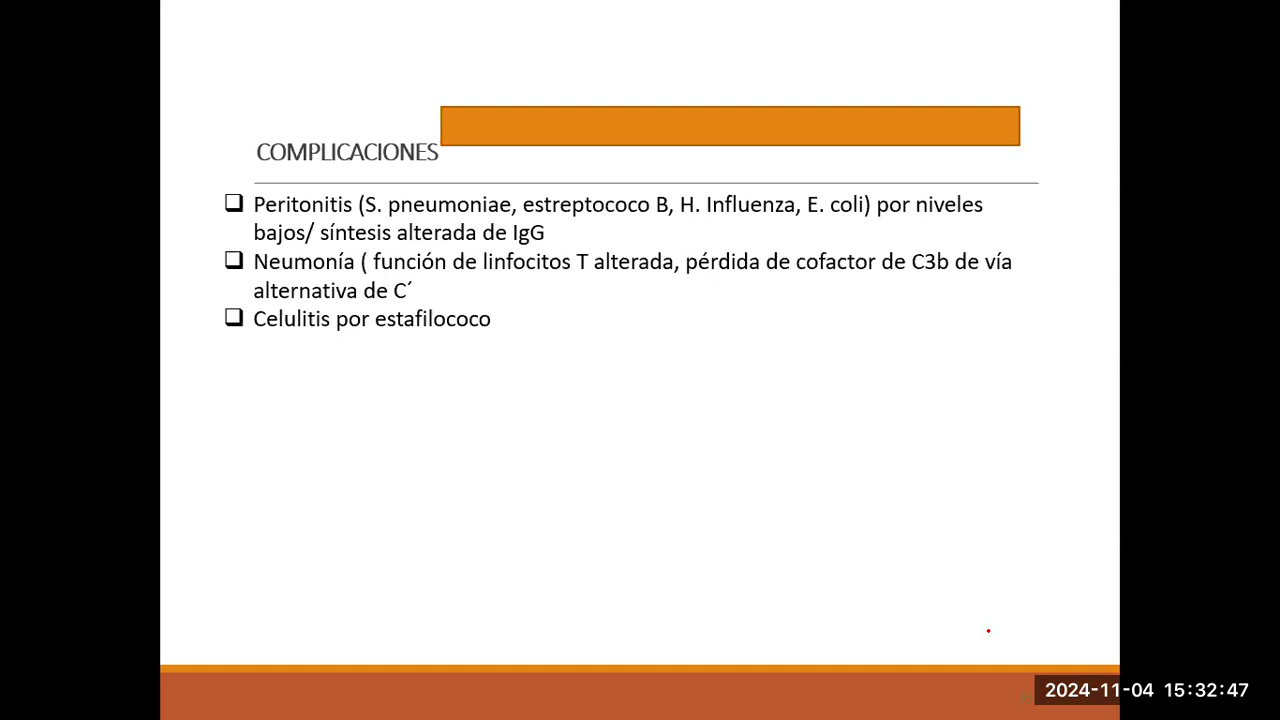 COMPLICACIONES
❑ Peritonitis (S. pneumoniae, estreptococo B, H. Influenza, E. coli) por niveles
bajos/ síntesis alterada de IgG
❑ Neumonía ( función de linfocitos T alterada, pérdida de cofactor de C3b de vía
alternativa de C´
❑ Celulitis por estafilococo
2024-11-04 15:32:47